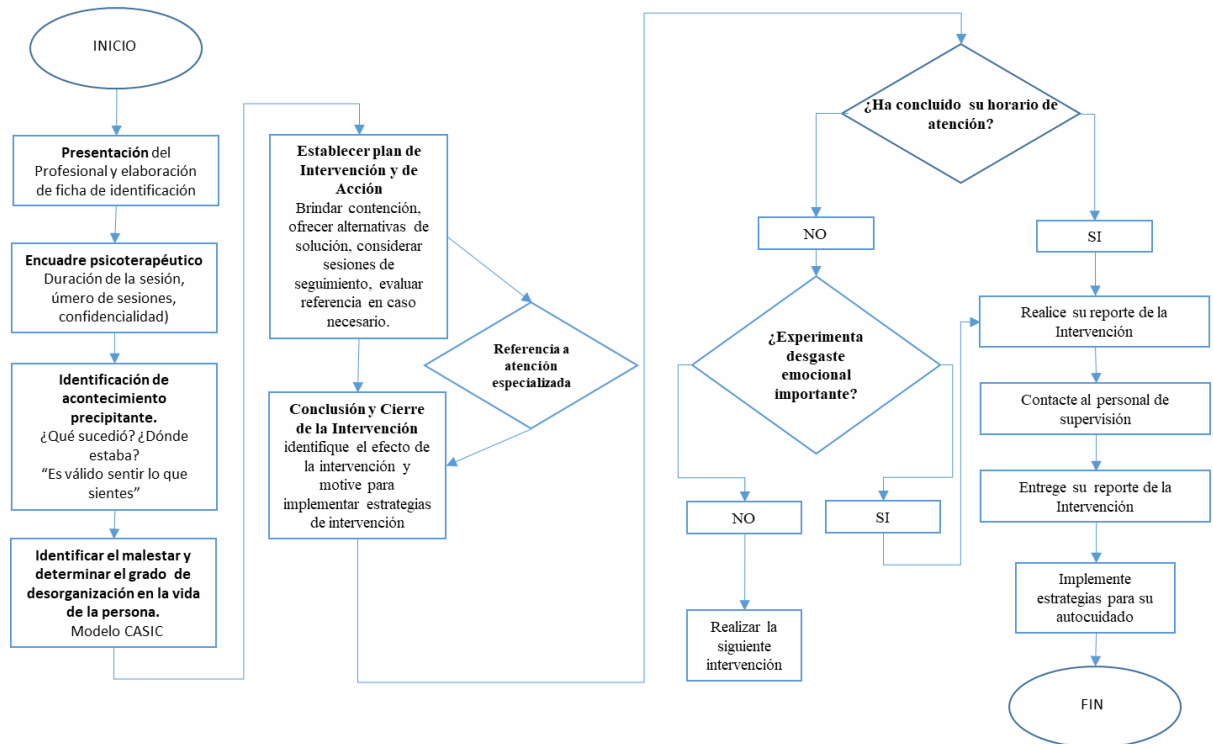 INICIO
Presentación del
Profesional y elaboración
de ficha de identificación
Encuadre psicoterapéutico
Duración de la sesión,
úmero de sesiones,
confidencialidad)
Identificación de
acontecimiento
precipitante.
¿Qué sucedió? ¿Dónde
estaba?
“Es válido sentir lo que
sientes”
Identificar el malestar y
determinar el grado de
desorganización en la vida
de la persona.
Modelo CASIC
Establecer plan de
Intervención y de
Acción
Brindar contención,
ofrecer alternativas de
solución, considerar
sesiones de
seguimiento, evaluar
referencia en caso
necesario.
Referencia a
atención
especializada
Conclusión y Cierre
de la Intervención
identifique el efecto de
la intervención y
motive para
implementar estrategias
de intervención
¿Ha concluido su horario de
atención?
NO
SI
¿Experimenta
desgaste
emocional
importante?
NO
SI
Realizar la
siguiente
intervención
Realice su reporte de la
Intervención
Contacte al personal de
supervisión
Entrege su reporte de la
Intervención
Implemente
estrategias para su
autocuidado
FIN